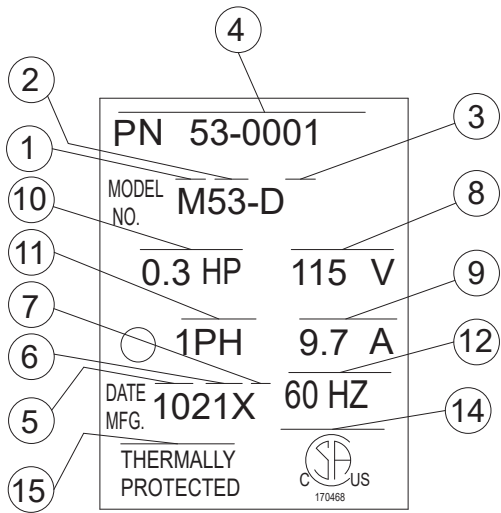 4
2
3
PN 53-0001
1
MODEL NO. M53-D
10
8
0.3 HP 115 V
11
9
1PH 9.7 A
7
12
6
DATE MFG. 1021X 60 HZ
5
14
THERMALLY
PROTECTED
CSA
C US
170468
15